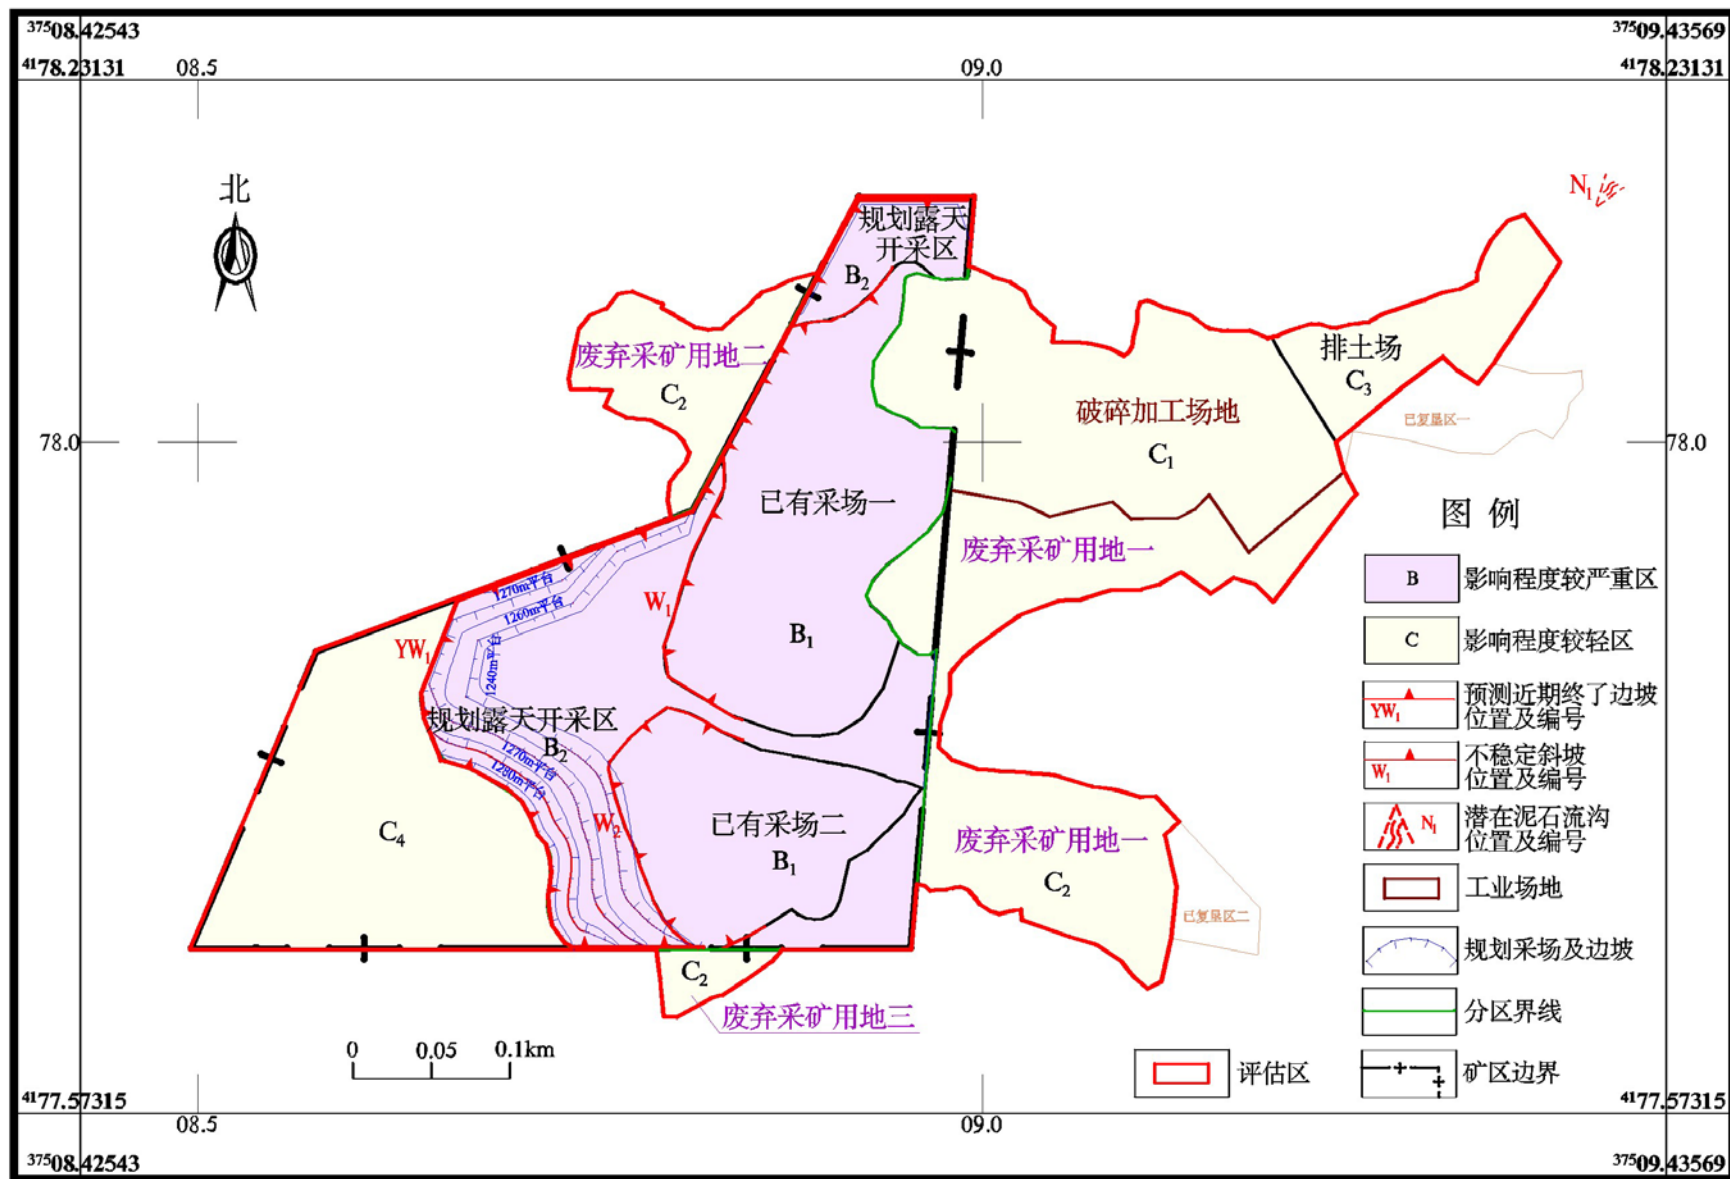 37508.42543
37509.43569
4178.23131
08.5
09.0
4178.23131
北
N1
规划露天
开采区
B2
废弃采矿用地二
C2
排土场
C3
破碎加工场地
C1
已复垦区一
78.0
78.0
已有采场一
废弃采矿用地一
图 例
B
影响程度较严重区
1270m平台
1260m平台
1240m平台
W1
B1
YW1
C
影响程度较轻区
YW1
预测近期终了边坡
位置及编号
规划露天开采区
B2
1270m平台
1280m平台
W1
不稳定斜坡
位置及编号
C4
W2
已有采场二
B1
废弃采矿用地一
C2
N1
潜在泥石流沟
位置及编号
工业场地
已复垦区二
规划采场及边坡
C2
废弃采矿用地三
分区界线
0
0.05
0.1km
评估区
矿区边界
4177.57315
08.5
09.0
4177.57315
37508.42543
37509.43569